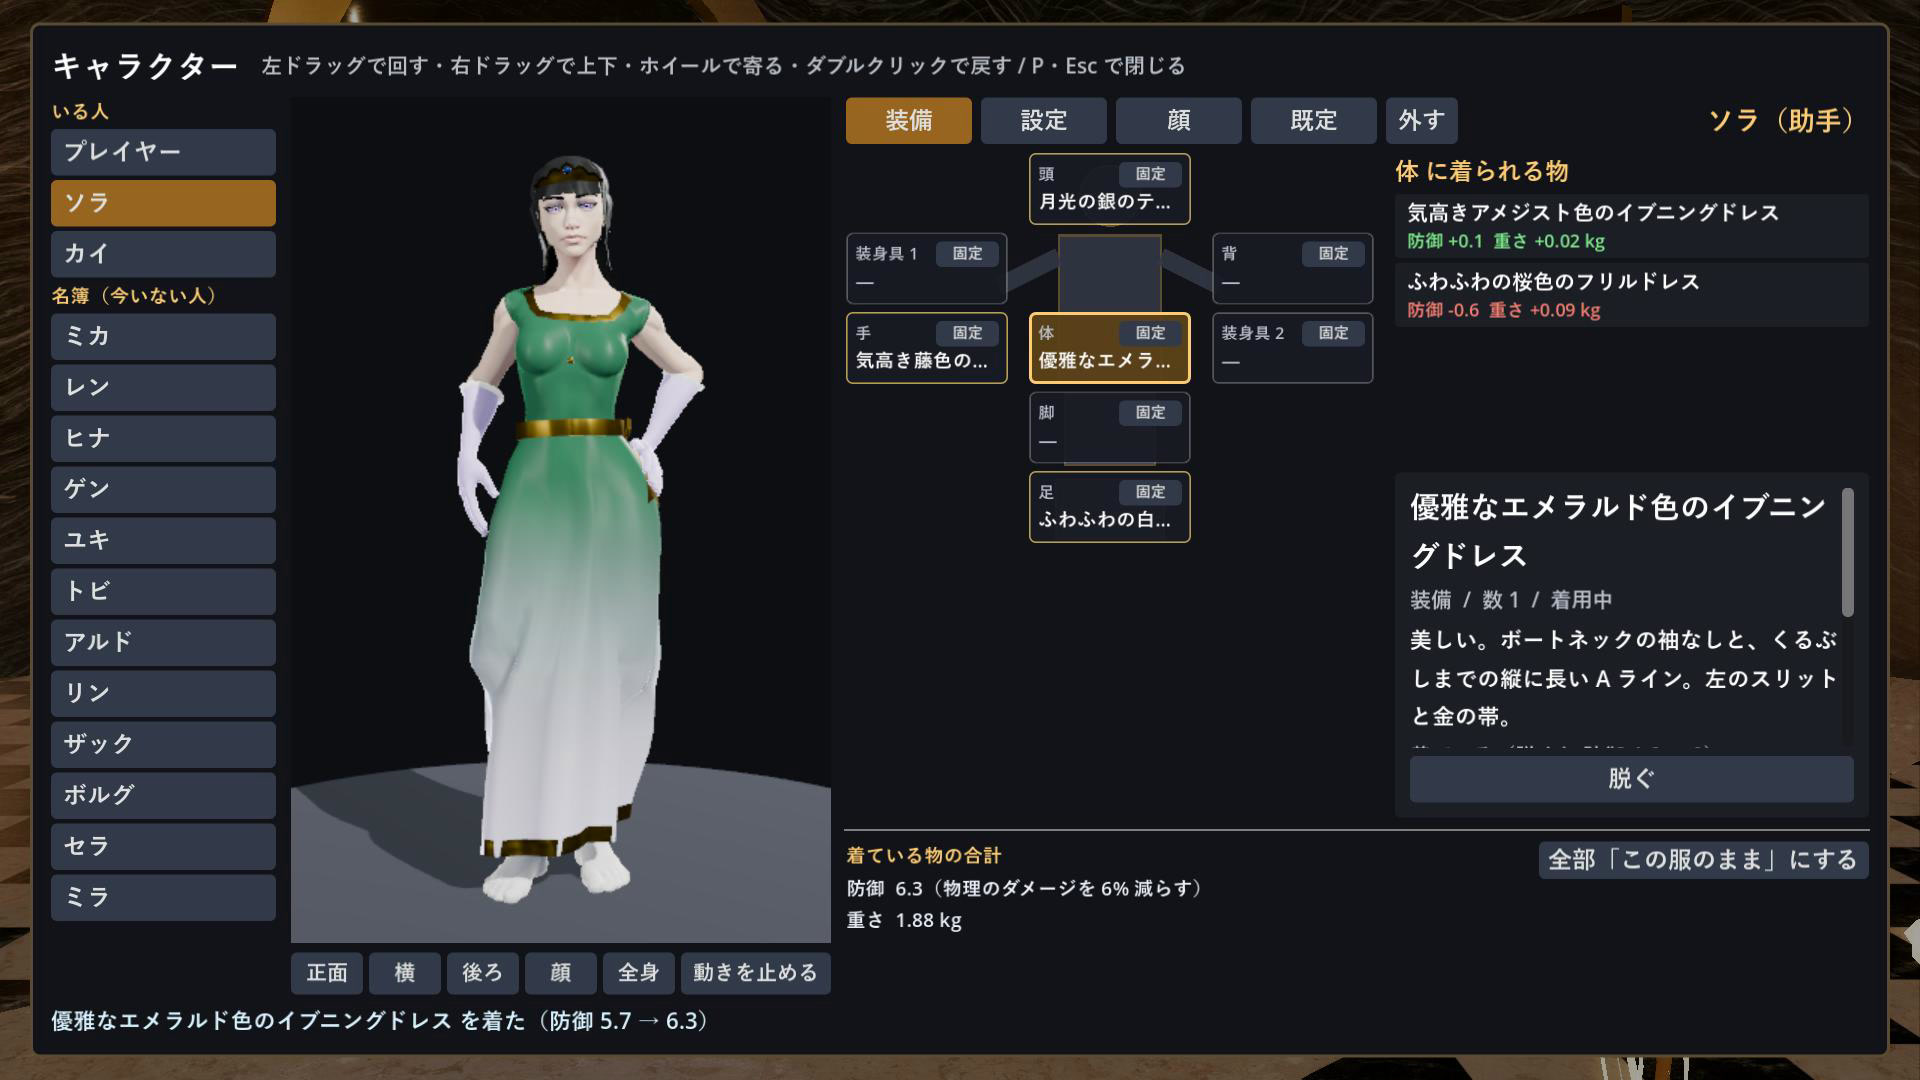 キャラクター 左ドラッグで回す・右ドラッグで上下・ホイールで寄る・ダブルクリックで戻す / P・Esc で閉じる
いる人
プレイヤー
ソラ
カイ
名簿（今いない人）
ミカ
レン
ヒナ
ゲン
ユキ
トビ
アルド
リン
ザック
ボルグ
セラ
ミラ
正面 横 後ろ 顔 全身 動きを止める
装備 設定 顔 既定 外す
ソラ（助手）
頭 固定
月光の銀のテ...
装身具 1 固定
—
背 固定
—
手 固定
気高き藤色の...
体 固定
優雅なエメラ...
装身具 2 固定
—
脚 固定
—
足 固定
ふわふわの白...
体 に着られる物
気高きアメジスト色のイブニングドレス
防御 +0.1 重さ +0.02 kg
ふわふわの桜色のフリルドレス
防御 -0.6 重さ +0.09 kg
優雅なエメラルド色のイブニン
グドレス
装備 / 数 1 / 着用中
美しい。ボートネックの袖なしと、くるぶ
しまでの縦に長い A ライン。左のスリット
と金の帯。
脱ぐ
着ている物の合計
防御 6.3（物理のダメージを 6% 減らす）
重さ 1.88 kg
全部「この服のまま」にする
優雅なエメラルド色のイブニングドレス を着た（防御 5.7 → 6.3）